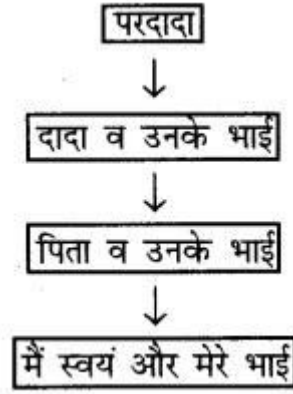 परदादा
दादा व उनके भाई
पिता व उनके भाई
मैं स्वयं और मेरे भाई